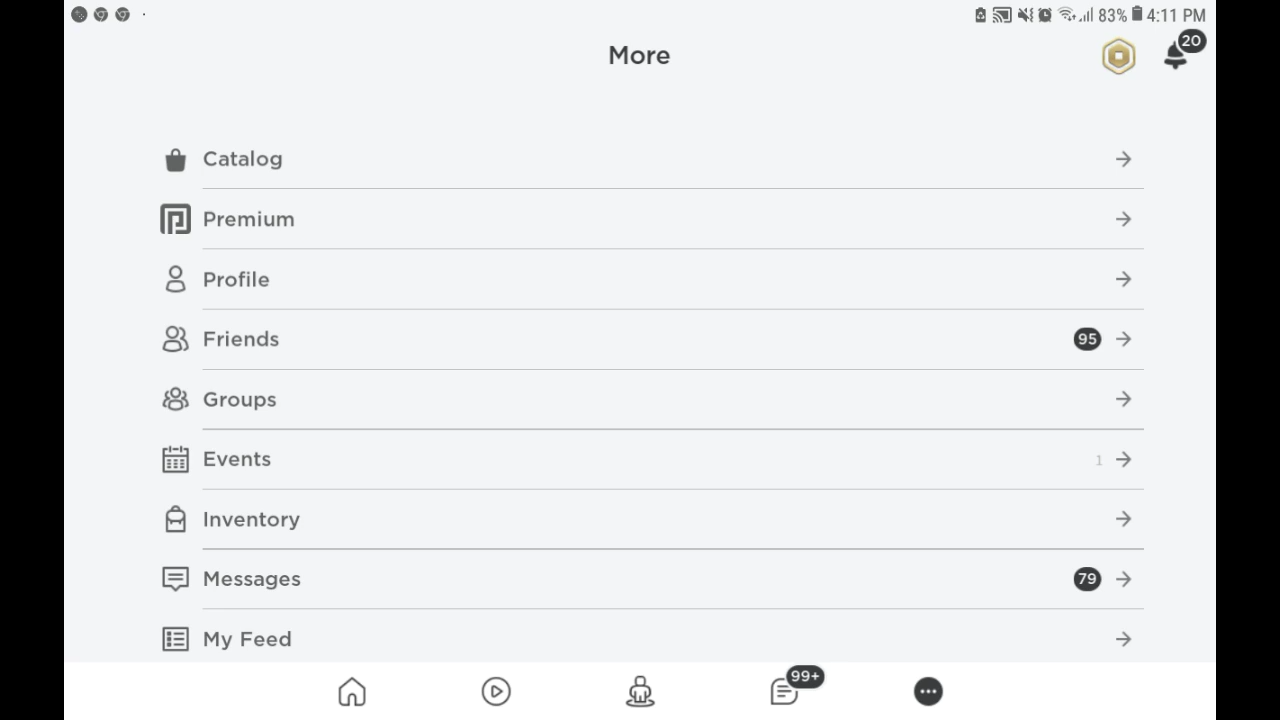 83% 4:11 PM
More
20
Catalog
Premium
Profile
Friends 95
Groups
Events 1
Inventory
Messages 79
My Feed
99+